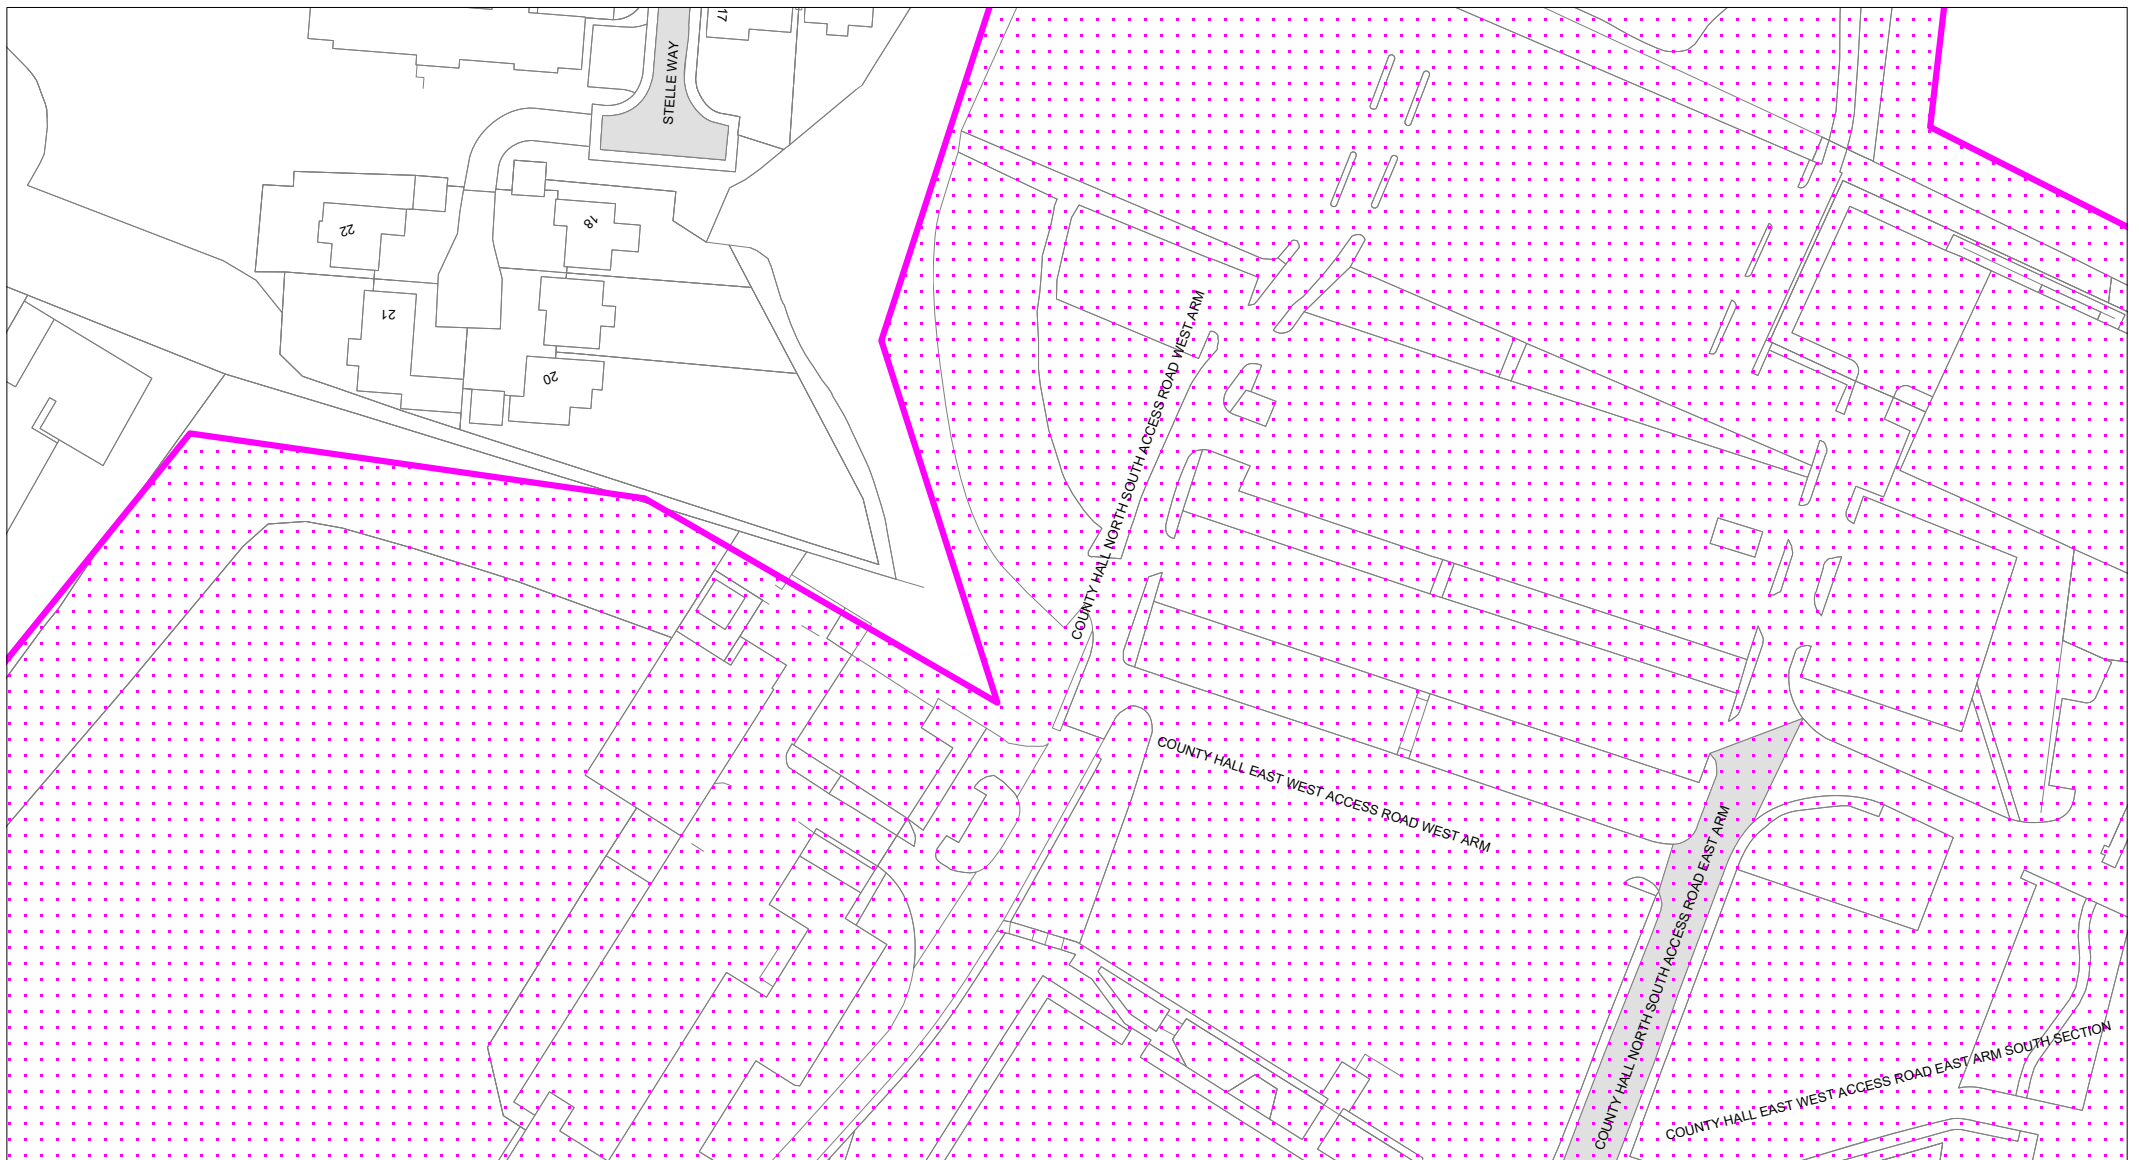 17
STELLE WAY
22
18
21
20
COUNTY HALL NORTH SOUTH ACCESS ROAD WEST ARM
COUNTY HALL EAST WEST ACCESS ROAD WEST ARM
COUNTY HALL NORTH SOUTH ACCESS ROAD EAST ARM
COUNTY HALL EAST WEST ACCESS ROAD EAST ARM SOUTH SECTION